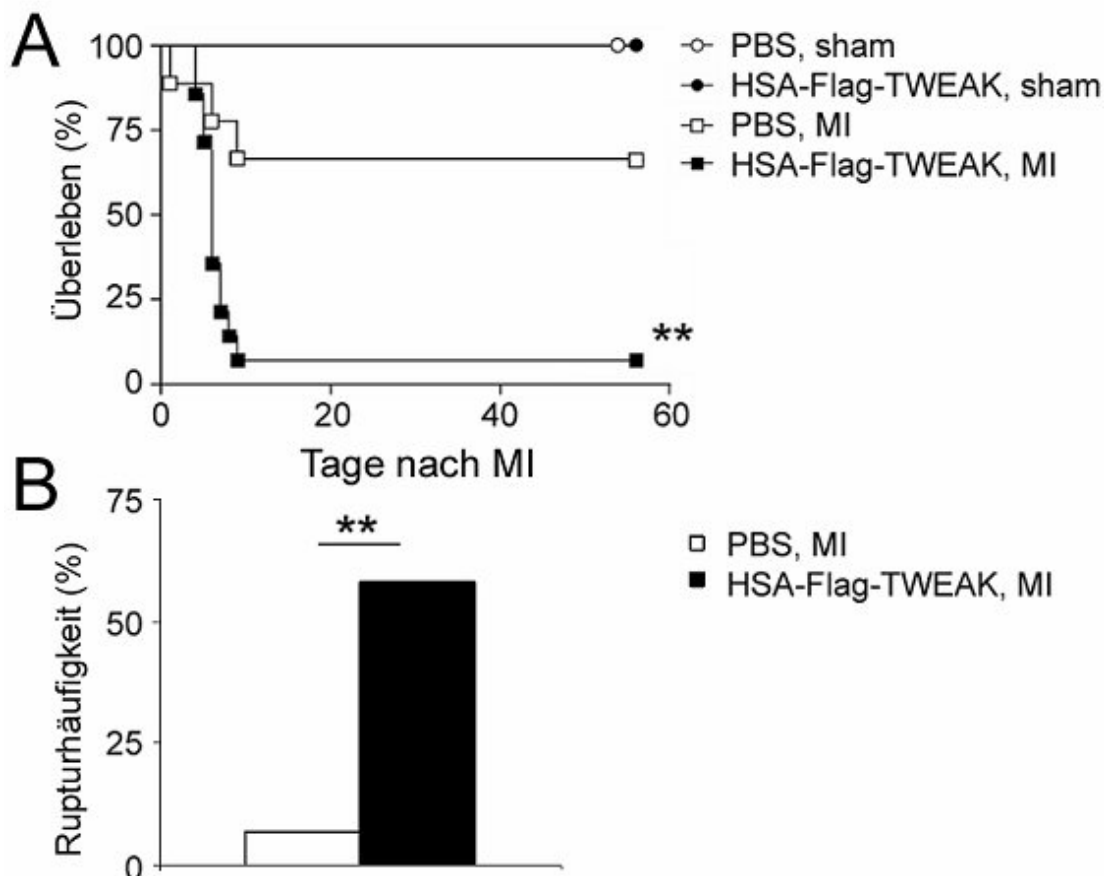 A
Überleben (%)
100
75
50
25
0
0 20 40 60
Tage nach MI
**
PBS, sham
HSA-Flag-TWEAK, sham
PBS, MI
HSA-Flag-TWEAK, MI
B
Rupturhäufigkeit (%)
75
50
25
0
**
PBS, MI
HSA-Flag-TWEAK, MI